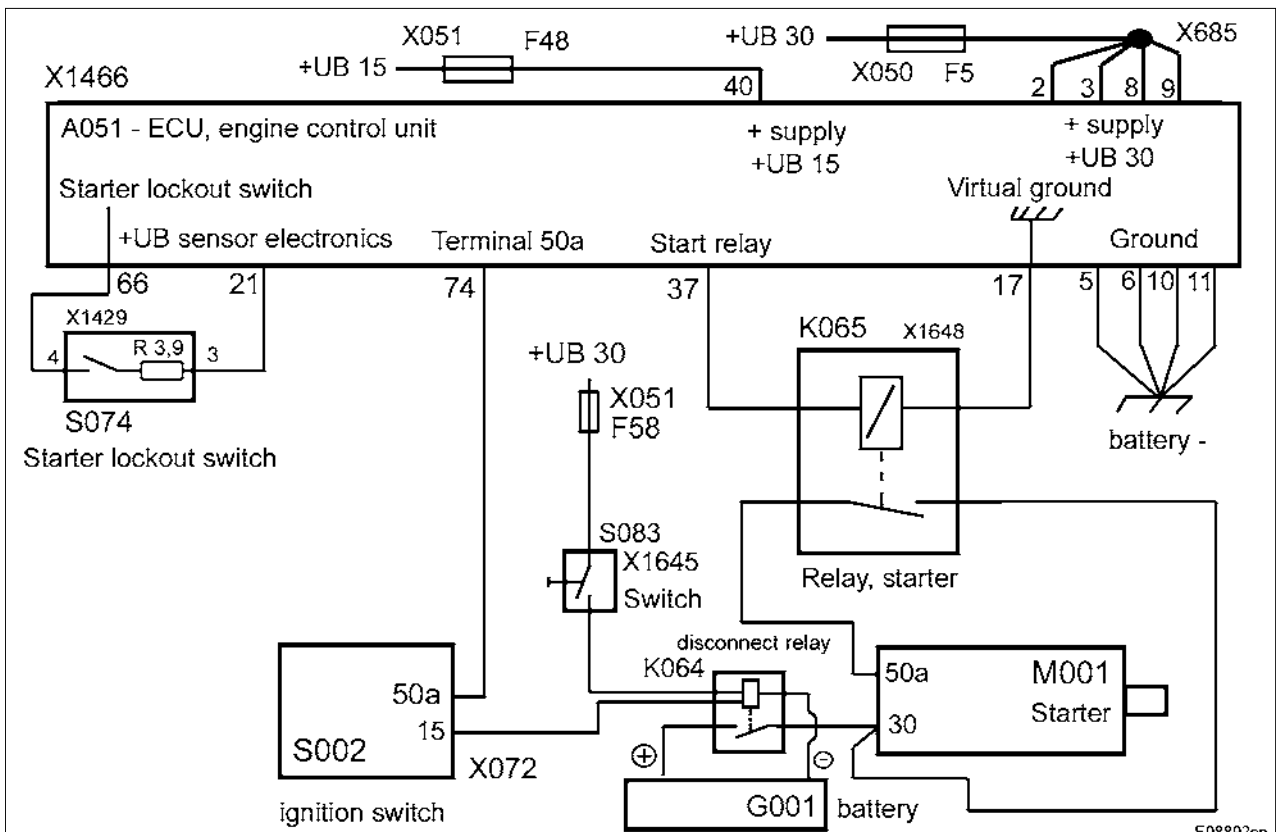 X051 F48
+UB 30
X685
+UB 15
X050 F5
X1466
40
2 3 8 9
A051 - ECU, engine control unit
+ supply
+UB 15
+ supply
+UB 30
Starter lockout switch
Virtual ground
+UB sensor electronics
Terminal 50a
Start relay
Ground
66
21
74
37
17
5 6 10 11
X1429
R 3,9
4
3
S074
Starter lockout switch
+UB 30
X051
F58
K065
X1648
battery -
S083
X1645
Switch
Relay, starter
disconnect relay
K064
50a
15
S002
X072
ignition switch
50a
30
M001
Starter
+
-
G001
battery